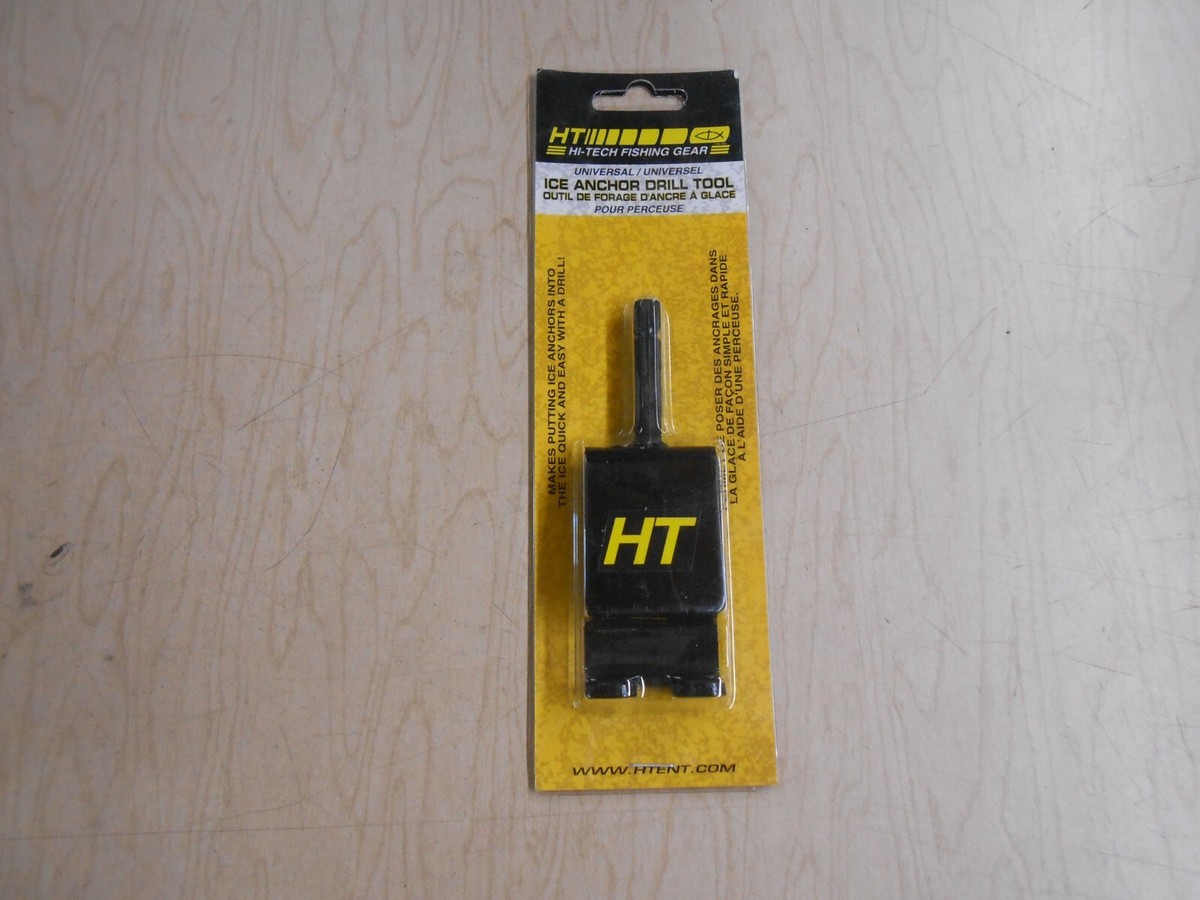 HT
HI-TECH FISHING GEAR
UNIVERSAL / UNIVERSEL
ICE ANCHOR DRILL TOOL
OUTIL DE FORAGE D'ANCRE À GLACE
POUR PERCEUSE
MAKES PUTTING ICE ANCHORS INTO
THE ICE QUICK AND EASY WITH A DRILL!
POSER DES ANCRAGES DANS
LA GLACE DE FAÇON SIMPLE ET RAPIDE
À L'AIDE D'UNE PERCEUSE.
HT
WWW.HTENT.COM